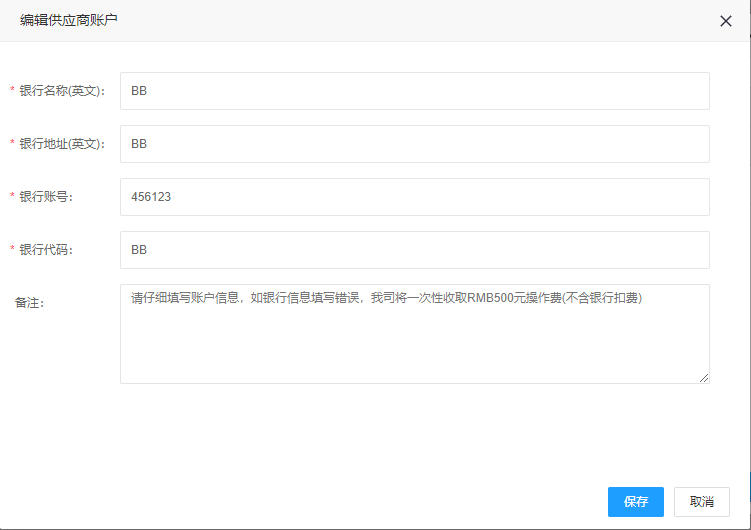 编辑供应商账户
* 银行名称(英文): BB
* 银行地址(英文): BB
* 银行账号: 456123
* 银行代码: BB
备注: 请仔细填写账户信息，如银行信息填写错误，我司将一次性收取RMB500元操作费(不含银行扣费)
保存 取消